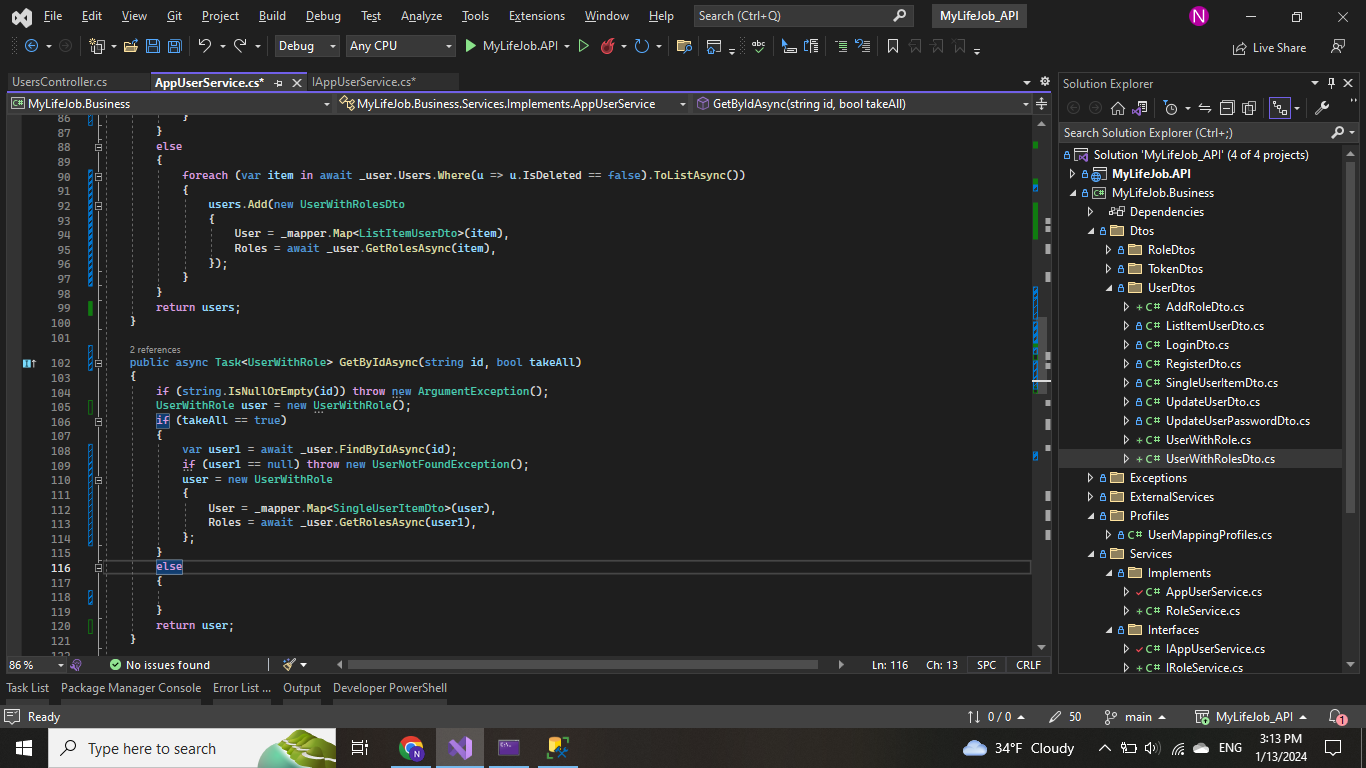 File Edit View Git Project Build Debug Test Analyze Tools Extensions Window Help Search (Ctrl+Q) MyLifeJob_API N
Debug Any CPU MyLifeJob.API Live Share
UsersController.cs AppUserService.cs* IAppUserService.cs*
MyLifeJob.Business MyLifeJob.Business.Services.Implements.AppUserService GetByIdAsync(string id, bool takeAll)
86 }
87 }
88 else
89 {
90 foreach (var item in await _user.Users.Where(u => u.IsDeleted == false).ToListAsync())
91 {
92 users.Add(new UserWithRolesDto
93 {
94 User = _mapper.Map<ListItemUserDto>(item),
95 Roles = await _user.GetRolesAsync(item),
96 });
97 }
98 }
99 return users;
100 }
101
2 references
102 public async Task<UserWithRole> GetByIdAsync(string id, bool takeAll)
103 {
104 if (string.IsNullOrEmpty(id)) throw new ArgumentException();
105 UserWithRole user = new UserWithRole();
106 if (takeAll == true)
107 {
108 var user1 = await _user.FindByIdAsync(id);
109 if (user1 == null) throw new UserNotFoundException();
110 user = new UserWithRole
111 {
112 User = _mapper.Map<SingleUserItemDto>(user),
113 Roles = await _user.GetRolesAsync(user1),
114 };
115 }
116 else
117 {
118
119 }
120 return user;
121 }
86 % No issues found Ln: 116 Ch: 13 SPC CRLF
Solution Explorer
Search Solution Explorer (Ctrl+;)
Solution 'MyLifeJob_API' (4 of 4 projects)
MyLifeJob.API
C# MyLifeJob.Business
Dependencies
Dtos
RoleDtos
TokenDtos
UserDtos
+ C# AddRoleDto.cs
C# ListItemUserDto.cs
C# LoginDto.cs
C# RegisterDto.cs
C# SingleUserItemDto.cs
C# UpdateUserDto.cs
C# UpdateUserPasswordDto.cs
+ C# UserWithRole.cs
+ C# UserWithRolesDto.cs
Exceptions
ExternalServices
Profiles
C# UserMappingProfiles.cs
Services
Implements
C# AppUserService.cs
+ C# RoleService.cs
Interfaces
C# IAppUserService.cs
+ C# IRoleService.cs
Task List Package Manager Console Error List ... Output Developer PowerShell
Ready 0 / 0 50 main MyLifeJob_API 1
Type here to search 34°F Cloudy ENG 3:13 PM
1/13/2024